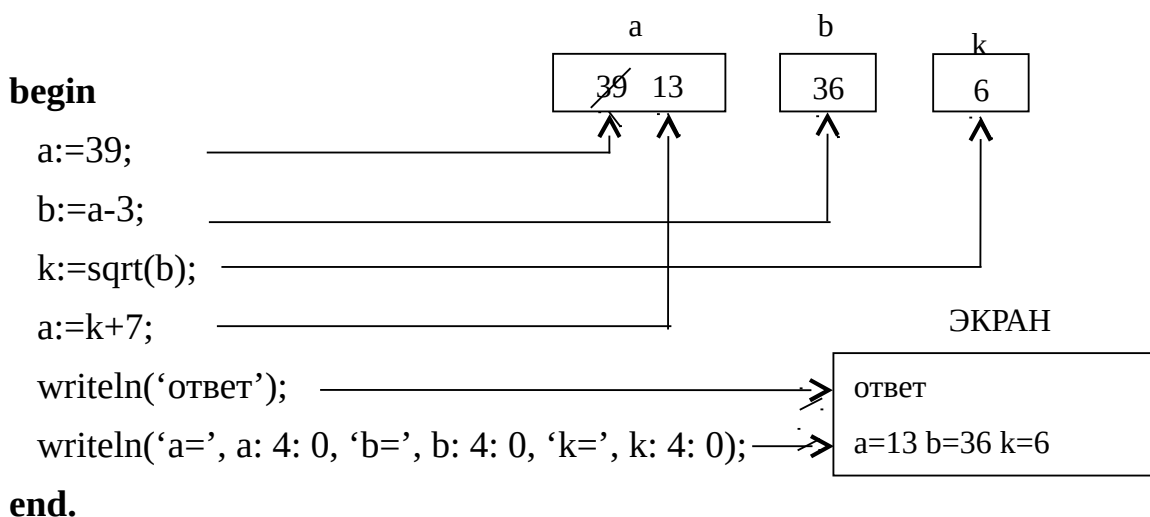 a b k
39 13 36 6
begin
a:=39;
b:=a-3;
k:=sqrt(b);
a:=k+7;
ЭКРАН
writeln(‘ответ’);
ответ
writeln(‘a=’, a: 4: 0, ‘b=’, b: 4: 0, ‘k=’, k: 4: 0);
a=13 b=36 k=6
end.